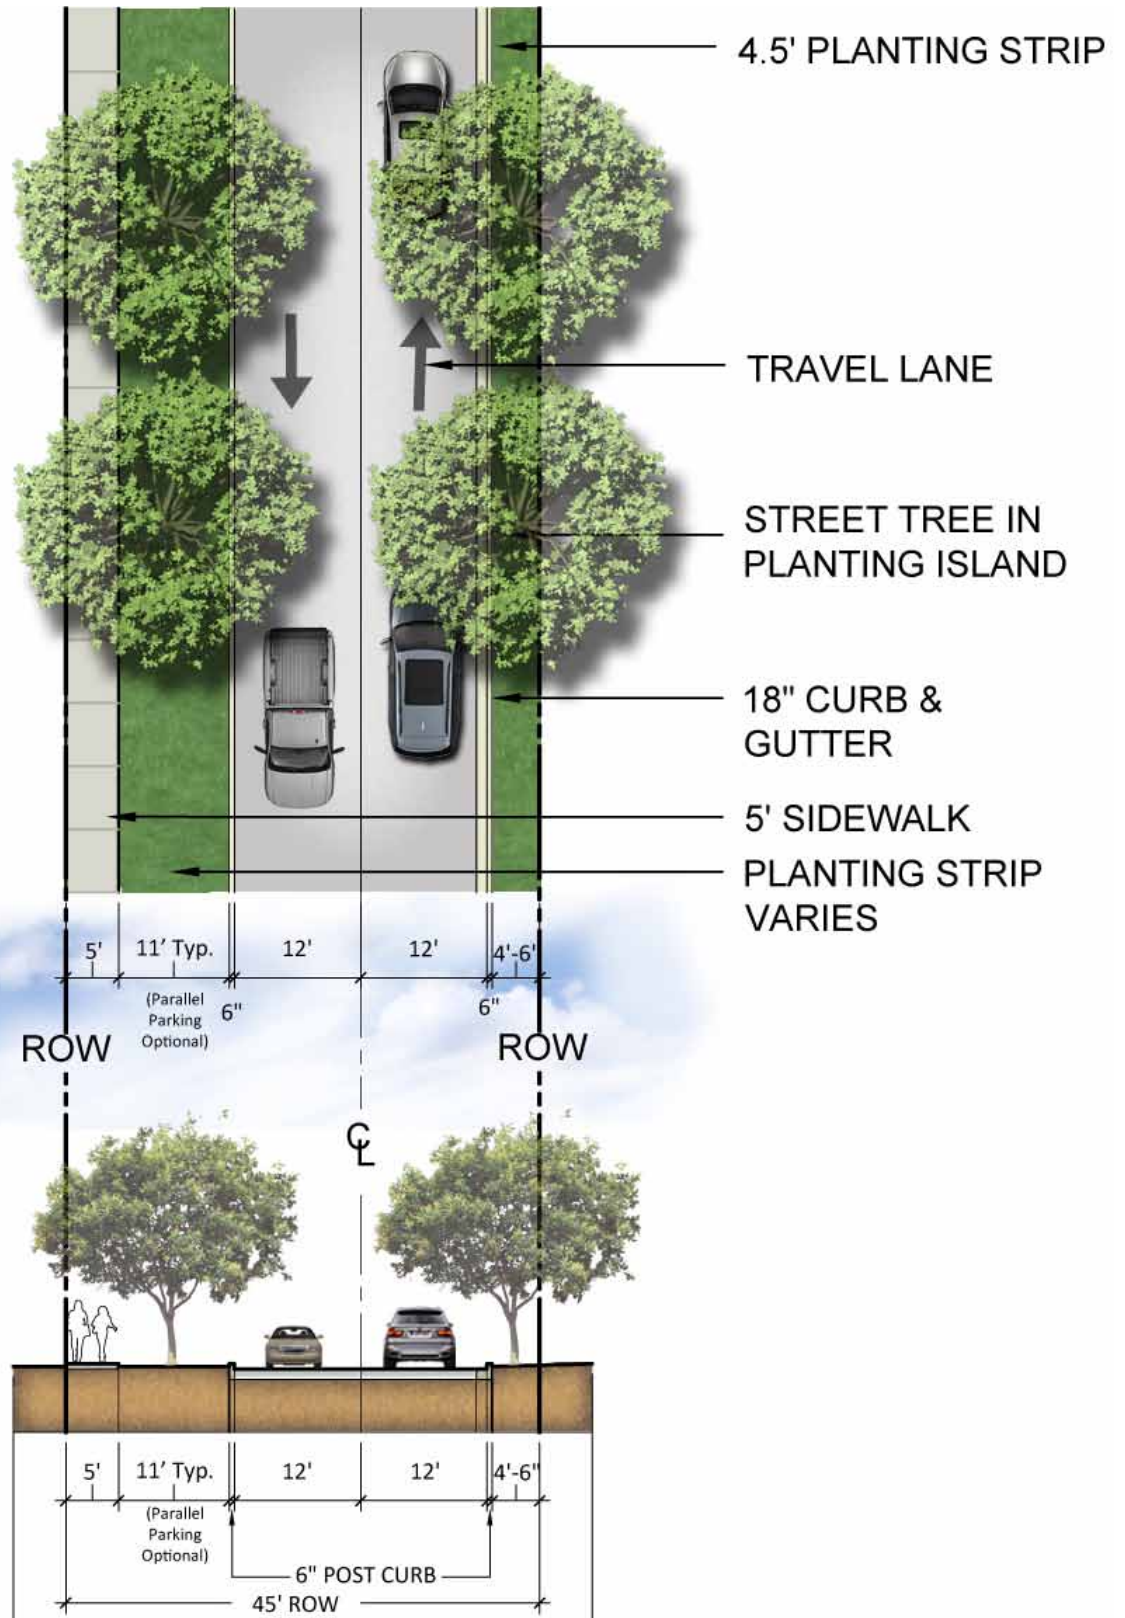 4.5' PLANTING STRIP
TRAVEL LANE
STREET TREE IN
PLANTING ISLAND
18" CURB &
GUTTER
5' SIDEWALK
PLANTING STRIP
VARIES
5' 11' Typ. 12' 12' 4'-6'
(Parallel
Parking
Optional)
6" 6"
ROW ROW
CL
5' 11' Typ. 12' 12' 4'-6"
(Parallel
Parking
Optional)
6" POST CURB
45' ROW